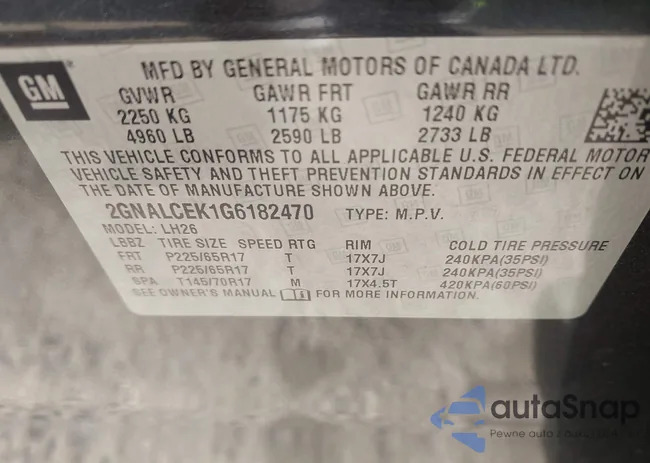 GM
MFD BY GENERAL MOTORS OF CANADA LTD.
GVWR GAWR FRT GAWR RR
2250 KG 1175 KG 1240 KG
4960 LB 2590 LB 2733 LB
THIS VEHICLE CONFORMS TO ALL APPLICABLE U.S. FEDERAL MOTOR
VEHICLE SAFETY AND THEFT PREVENTION STANDARDS IN EFFECT ON
THE DATE OF MANUFACTURE SHOWN ABOVE.
2GNALCEK1G6182470 TYPE: M.P.V.
MODEL: LH26
LBBZ TIRE SIZE SPEED RTG RIM COLD TIRE PRESSURE
FRT P225/65R17 T 17X7J 240KPA(35PSI)
RR P225/65R17 T 17X7J 240KPA(35PSI)
SPA T145/70R17 M 17X4.5T 420KPA(60PSI)
SEE OWNER'S MANUAL FOR MORE INFORMATION.
autaSnap
Pewne auto z